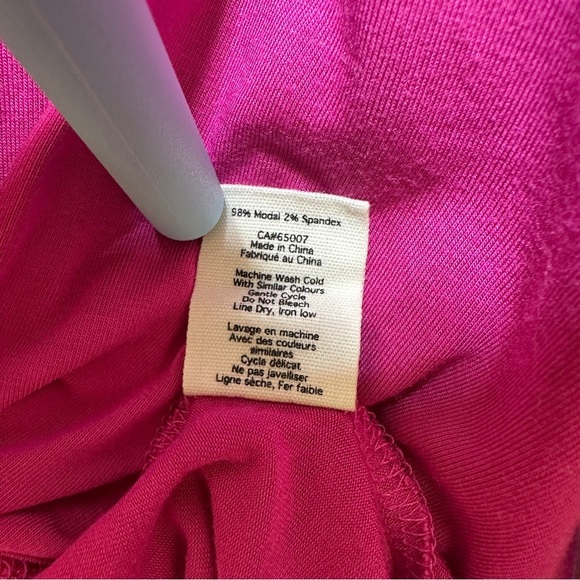 98% Modal 2% Spandex
CA#65007
Made in China
Fabriqué au China
Machine Wash Cold
With Similar Colours
Gentle Cycle
Do Not Bleach
Line Dry, Iron low
Lavage en machine
Avec des couleurs
similaires
Cycle délicat
Ne pas javelliser
Ligne sèche, Fer faible